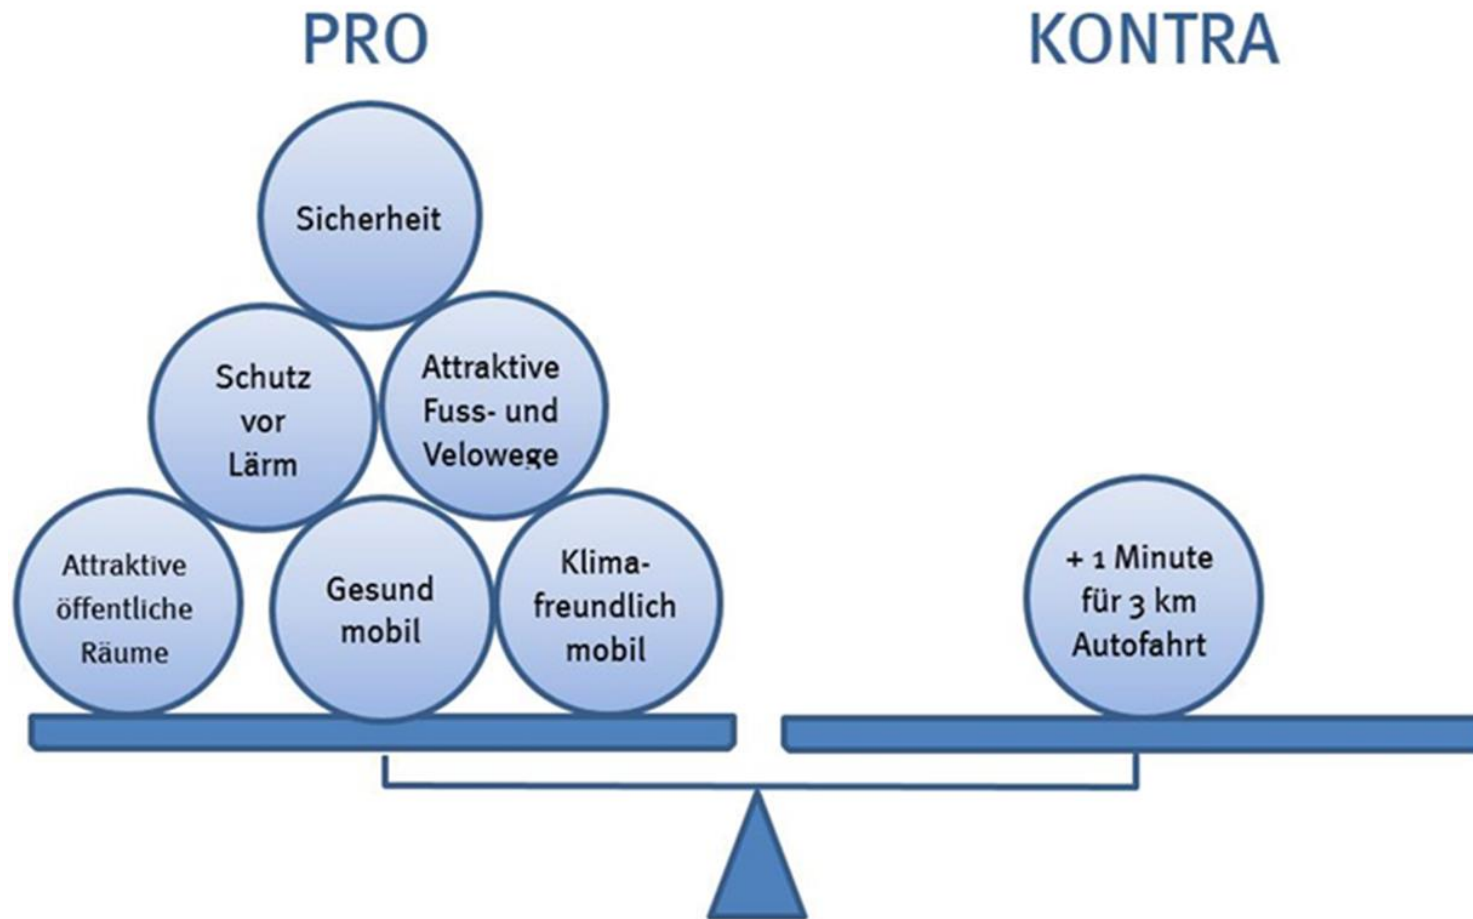 PRO
KONTRA
Sicherheit
Schutz
vor
Lärm
Attraktive
Fuss- und
Velowege
Attraktive
öffentliche
Räume
Gesund
mobil
Klima-
freundlich
mobil
+ 1 Minute
für 3 km
Autofahrt